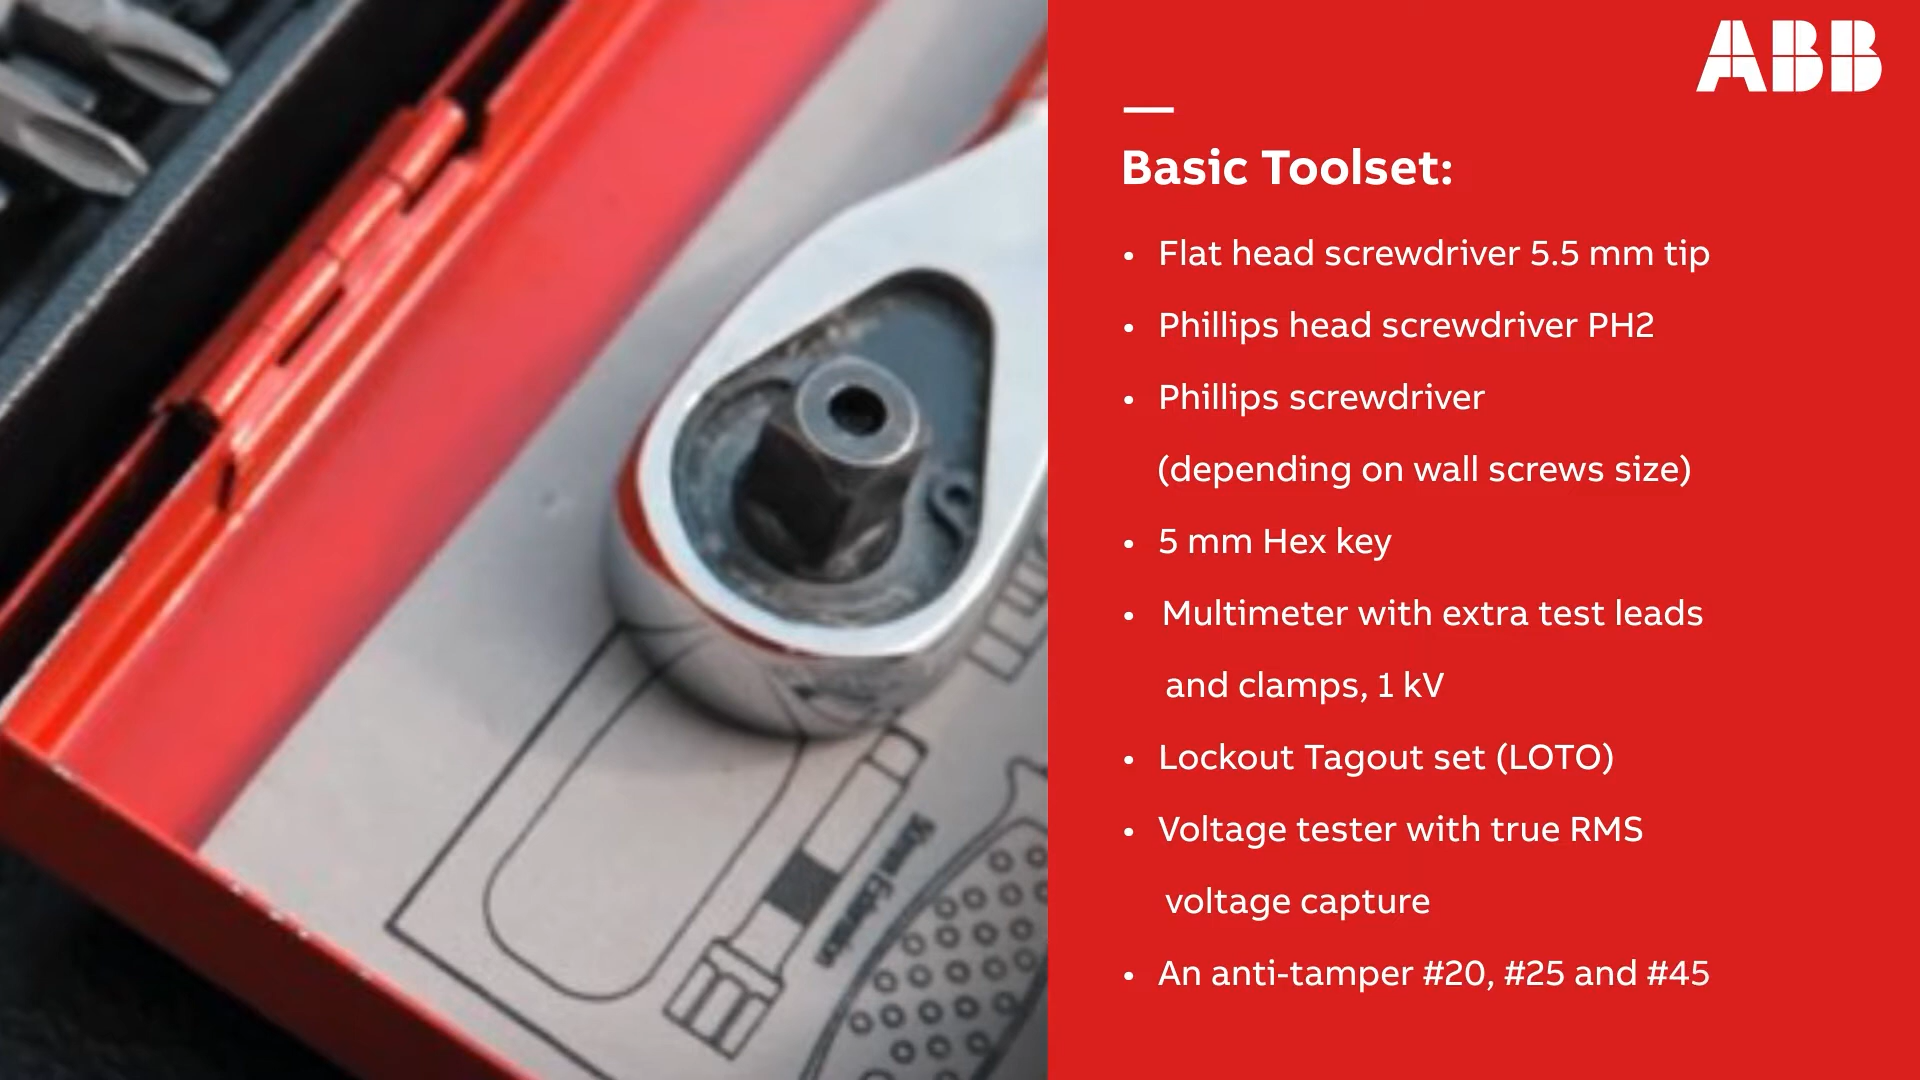 ABB
Basic Toolset:
• Flat head screwdriver 5.5 mm tip
• Phillips head screwdriver PH2
• Phillips screwdriver
(depending on wall screws size)
• 5 mm Hex key
• Multimeter with extra test leads
and clamps, 1 kV
• Lockout Tagout set (LOTO)
• Voltage tester with true RMS
voltage capture
• An anti-tamper #20, #25 and #45